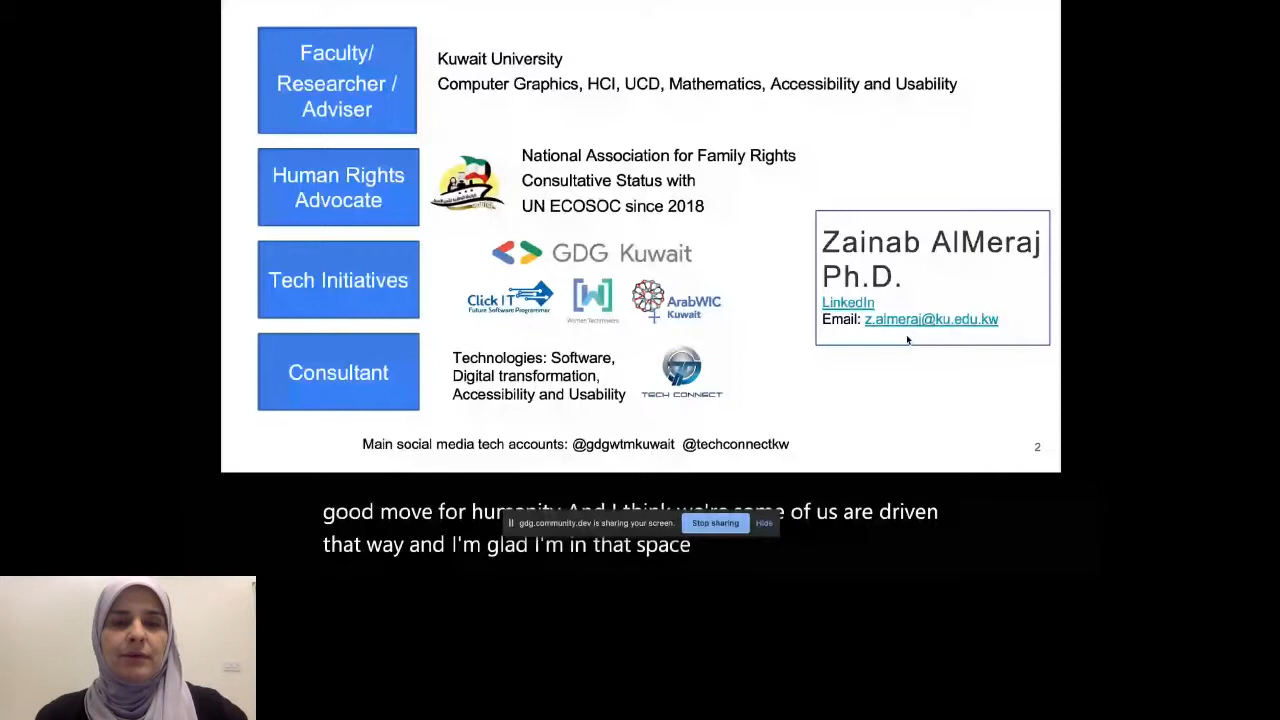 Faculty/
Researcher /
Adviser
Kuwait University
Computer Graphics, HCI, UCD, Mathematics, Accessibility and Usability
Human Rights
Advocate
National Association for Family Rights
Consultative Status with
UN ECOSOC since 2018
Tech Initiatives
GDG Kuwait
Click IT
Future Software Programmer
W
Women Techmakers
ArabWIC
Kuwait
Zainab AlMeraj
Ph.D.
LinkedIn
Email: z.almeraj@ku.edu.kw
Consultant
Technologies: Software,
Digital transformation,
Accessibility and Usability
TECH CONNECT
Main social media tech accounts: @gdgwtmkuwait @techconnectkw
2
good move for humanity. And I think we're some of us are driven
gdg.community.dev is sharing your screen. Stop sharing Hide
that way and I'm glad I'm in that space